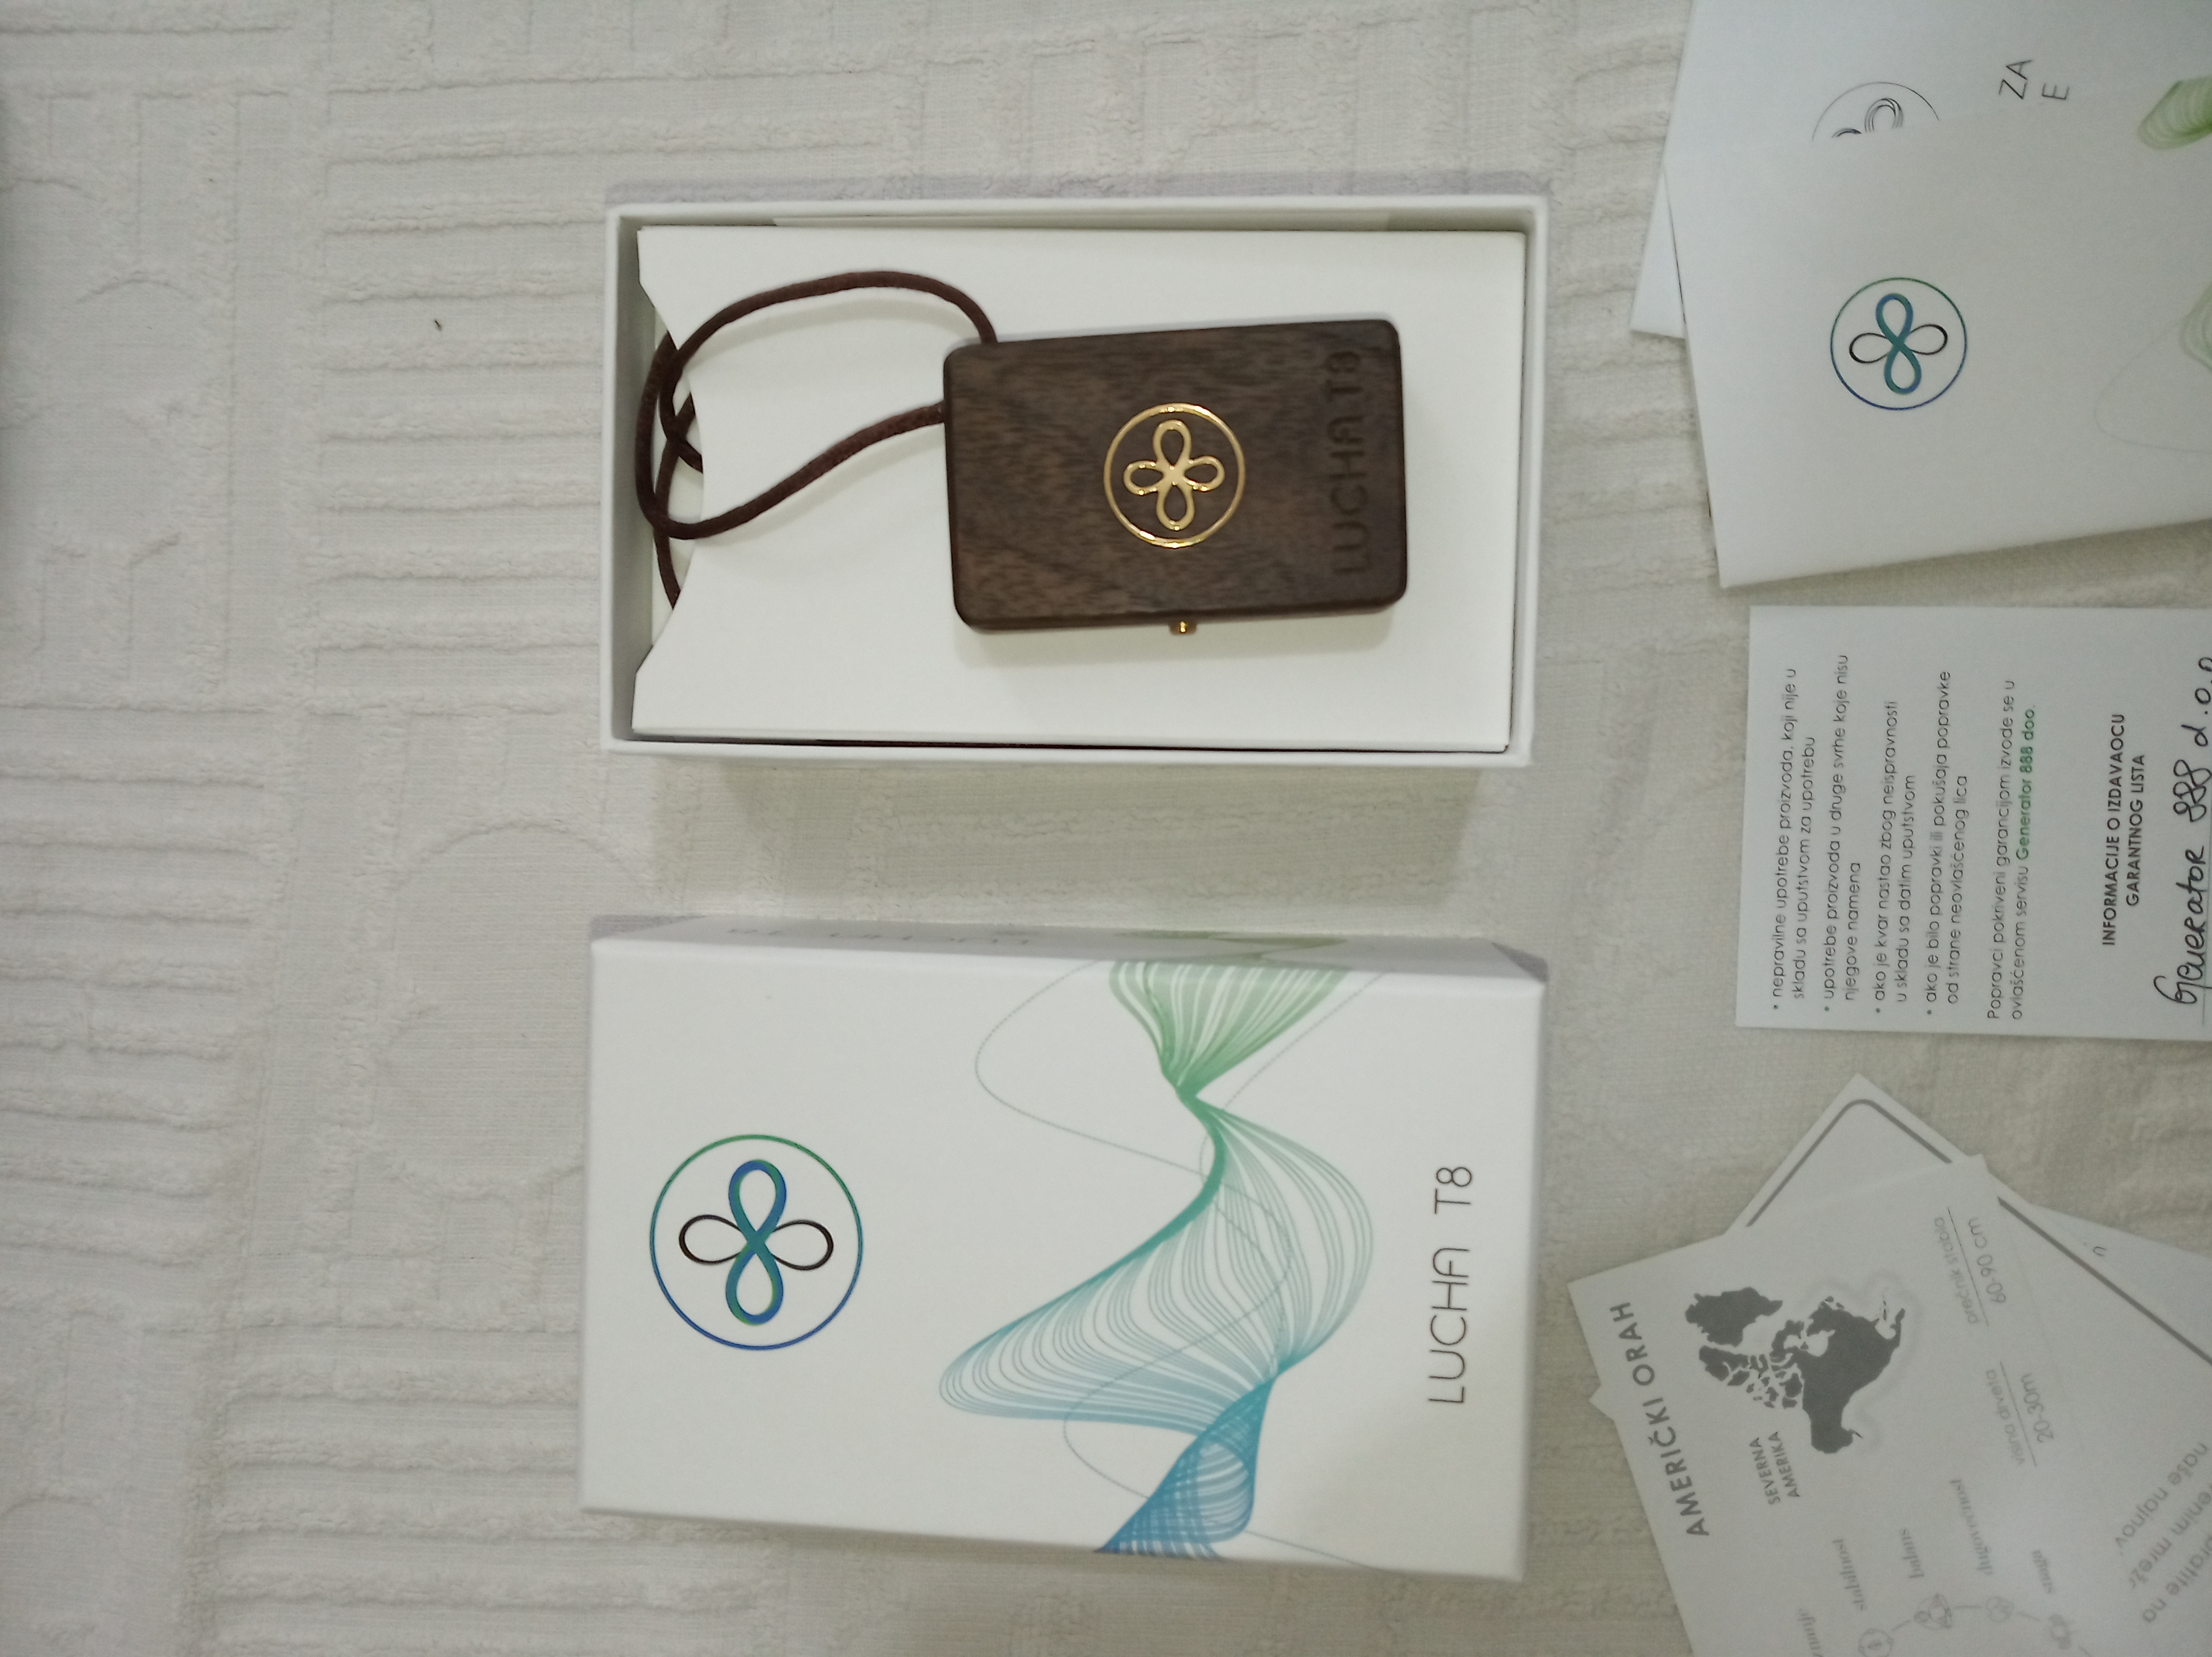 LUCHA T8
LUCHA T8
AMERIČKI ORAH
SEVERNA
AMERIKA
stabilnost
balans
dugovečnost
snaga
visina drveta
20-30m
prečnik stabla
60-90 cm
naše najnov
pratite na
• nepravilne upotrebe proizvoda, koji nije u
skladu sa uputstvom za upotrebu
• upotrebe proizvoda u druge svrhe koje nisu
njegove namena
• ako je kvar nastao zbog neispravnosti
u skladu sa datim uputstvom
• ako je bilo popravki ili pokušaja popravke
od strane neovlašćenog lica
Popravci pokriveni garancijom izvode se u
ovlašćenom servisu Generator 888 doo.
INFORMACIJE O IZDAVAOCU
GARANTNOG LISTA
Generator 888 d.o.o
ZA
E